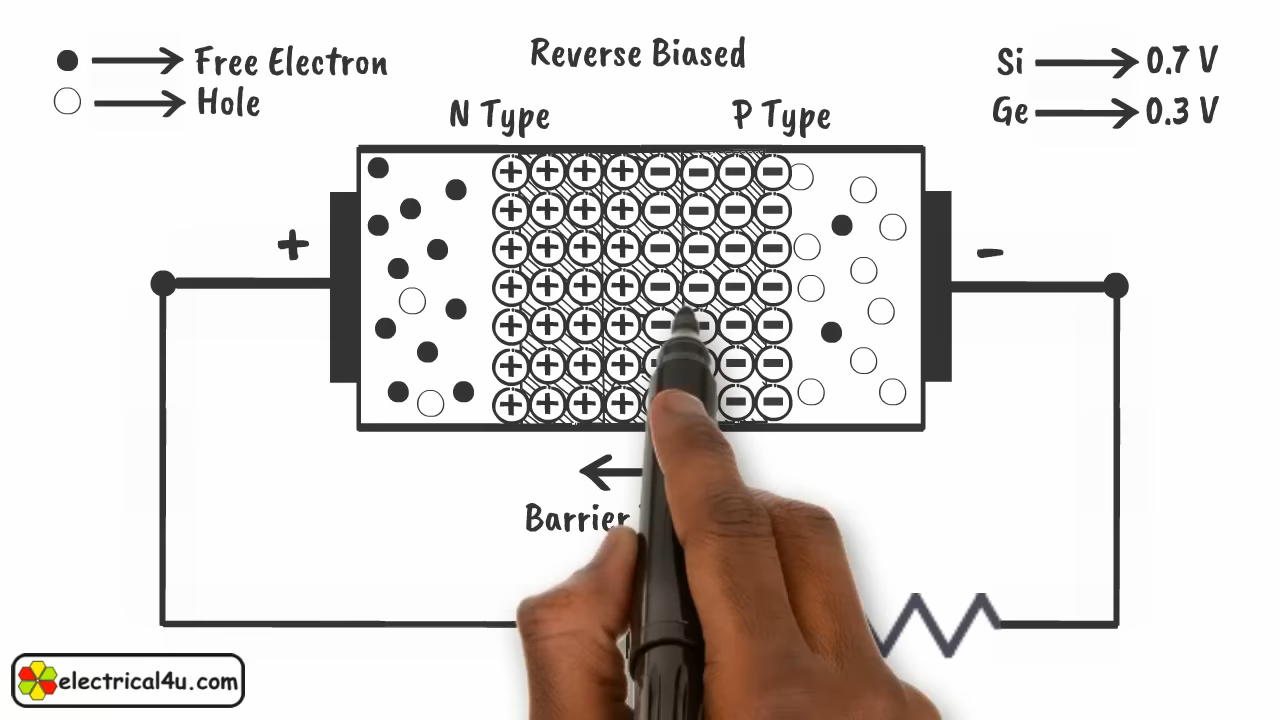 Free Electron
Hole
Reverse Biased
Si → 0.7 V
Ge → 0.3 V
N Type
P Type
+
−
Barrier
electrical4u.com